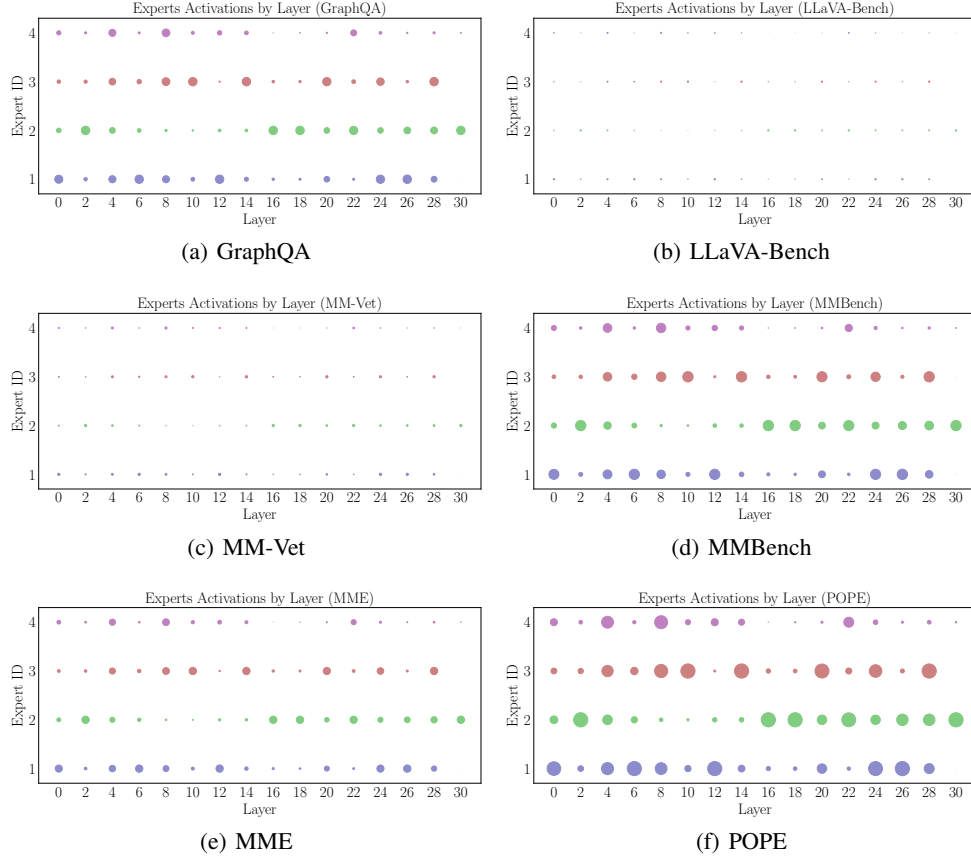 Experts Activations by Layer (GraphQA)
Expert ID
4
3
2
1
0 2 4 6 8 10 12 14 16 18 20 22 24 26 28 30
Layer
(a) GraphQA
Experts Activations by Layer (LLaVA-Bench)
Expert ID
4
3
2
1
0 2 4 6 8 10 12 14 16 18 20 22 24 26 28 30
Layer
(b) LLaVA-Bench
Experts Activations by Layer (MM-Vet)
Expert ID
4
3
2
1
0 2 4 6 8 10 12 14 16 18 20 22 24 26 28 30
Layer
(c) MM-Vet
Experts Activations by Layer (MMBench)
Expert ID
4
3
2
1
0 2 4 6 8 10 12 14 16 18 20 22 24 26 28 30
Layer
(d) MMBench
Experts Activations by Layer (MME)
Expert ID
4
3
2
1
0 2 4 6 8 10 12 14 16 18 20 22 24 26 28 30
Layer
(e) MME
Experts Activations by Layer (POPE)
Expert ID
4
3
2
1
0 2 4 6 8 10 12 14 16 18 20 22 24 26 28 30
Layer
(f) POPE